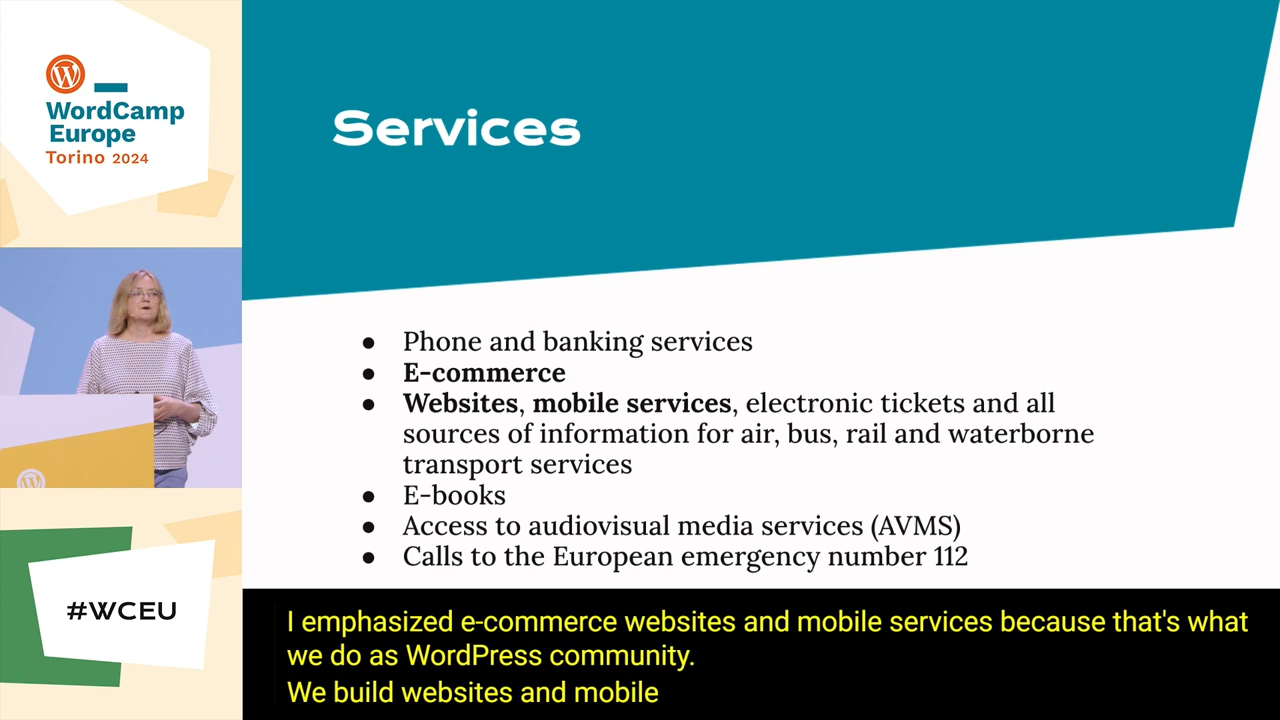 WordCamp
Europe
Torino 2024
#WCEU
Services
● Phone and banking services
● E-commerce
● Websites, mobile services, electronic tickets and all
sources of information for air, bus, rail and waterborne
transport services
● E-books
● Access to audiovisual media services (AVMS)
● Calls to the European emergency number 112
I emphasized e-commerce websites and mobile services because that's what
we do as WordPress community.
We build websites and mobile